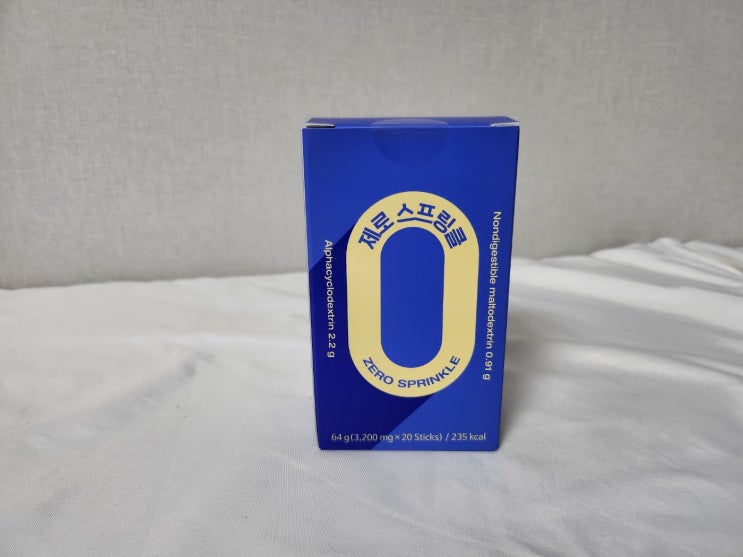 제로 스프링클
ZERO SPRINKLE
Alphacyclodextrin 2.2 g
Nondigestible maltodextrin 0.91 g
64 g(3,200 mg × 20 Sticks) / 235 kcal